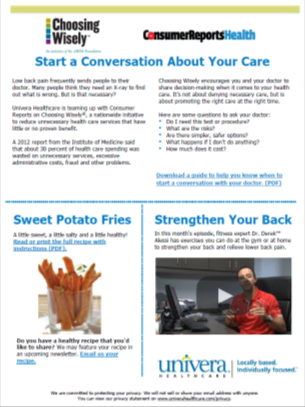 Choosing Wisely
An initiative of the ABIM Foundation
ConsumerReportsHealth
Start a Conversation About Your Care
Low back pain frequently sends people to their
doctor. Many people think they need an X-ray to find
out what is wrong. But is that necessary?
Univera Healthcare is teaming up with Consumer
Reports on Choosing Wisely®, a nationwide initiative
to reduce unnecessary health care services that have
little or no proven benefit.
A 2012 report from the Institute of Medicine said
that about 30 percent of health care spending was
wasted on unnecessary services, excessive
administrative costs, fraud and other problems.
Choosing Wisely encourages you and your doctor to
share decision-making when it comes to your health
care. It's not about denying necessary care, but is
about promoting the right care at the right time.
Here are some questions to ask your doctor:
• Do I need this test or procedure?
• What are the risks?
• Are there simpler, safer options?
• What happens if I don't do anything?
• How much does it cost?
Download a guide to help you know when to
start a conversation with your doctor. [PDF]
Sweet Potato Fries
A little sweet, a little salty and a little healthy!
Read or print the full recipe with
instructions [PDF].
Do you have a healthy recipe that you'd
like to share? We may feature your recipe in
an upcoming newsletter. Email us your
recipe.
Strengthen Your Back
In this month's episode, fitness expert Dr. Derek™
Alessi has exercises you can do at the gym or at home
to strengthen your back and relieve lower back pain.
univera
HEALTHCARE
Locally based.
Individually focused.
We are committed to protecting your privacy. We will not sell or share your email address with anyone.
You can view our privacy statement on www.univerahealthcare.com/privacy.